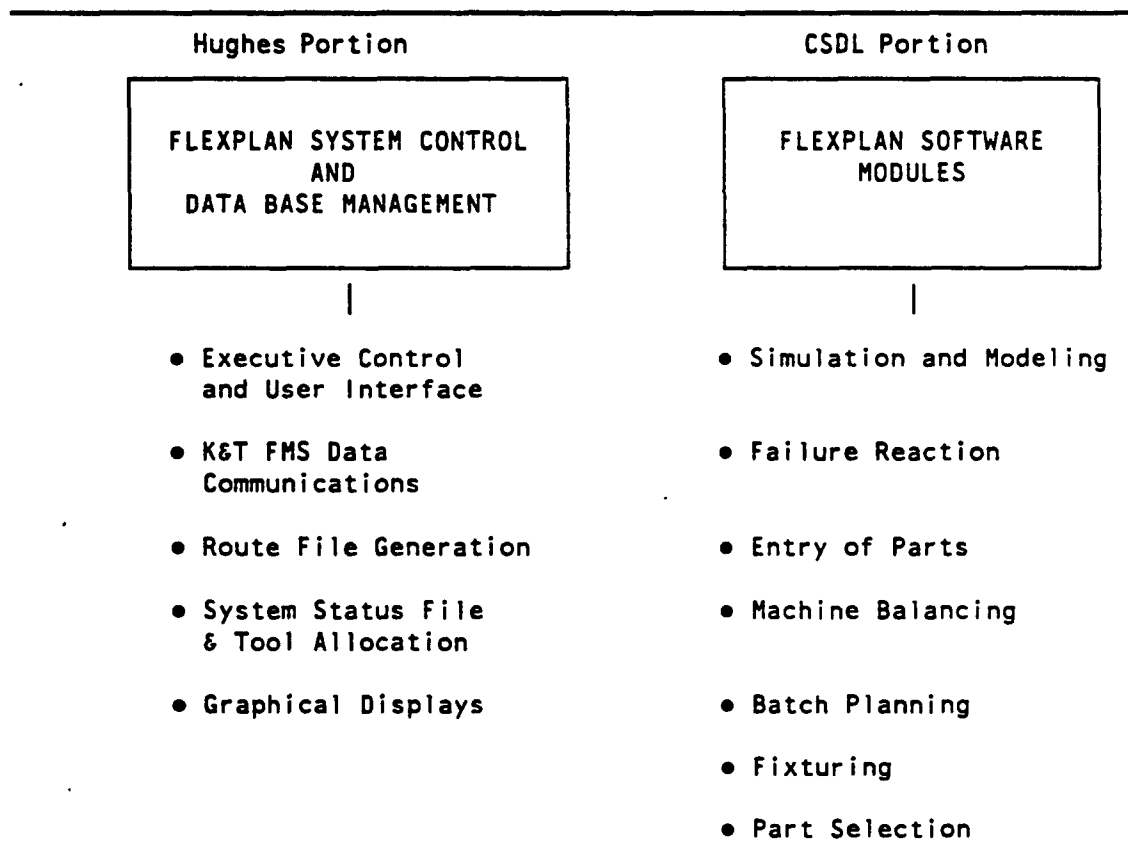 Hughes Portion
FLEXPLAN SYSTEM CONTROL
AND
DATA BASE MANAGEMENT
● Executive Control
and User Interface
● K&T FMS Data
Communications
● Route File Generation
● System Status File
& Tool Allocation
● Graphical Displays
CSDL Portion
FLEXPLAN SOFTWARE
MODULES
● Simulation and Modeling
● Failure Reaction
● Entry of Parts
● Machine Balancing
● Batch Planning
● Fixturing
● Part Selection